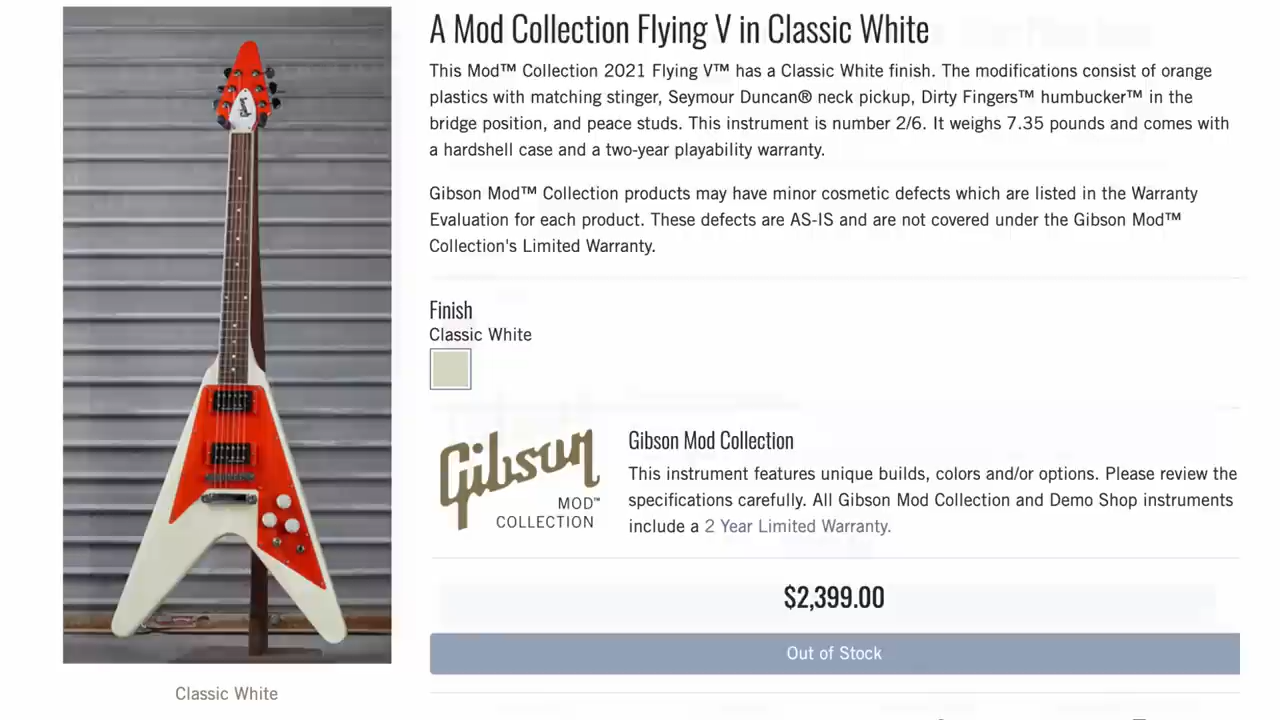 A Mod Collection Flying V in Classic White
This Mod™ Collection 2021 Flying V™ has a Classic White finish. The modifications consist of orange
plastics with matching stinger, Seymour Duncan® neck pickup, Dirty Fingers™ humbucker™ in the
bridge position, and peace studs. This instrument is number 2/6. It weighs 7.35 pounds and comes with
a hardshell case and a two-year playability warranty.
Gibson Mod™ Collection products may have minor cosmetic defects which are listed in the Warranty
Evaluation for each product. These defects are AS-IS and are not covered under the Gibson Mod™
Collection's Limited Warranty.
Finish
Classic White
Gibson
MOD™
COLLECTION
Gibson Mod Collection
This instrument features unique builds, colors and/or options. Please review the
specifications carefully. All Gibson Mod Collection and Demo Shop instruments
include a 2 Year Limited Warranty.
$2,399.00
Out of Stock
Classic White